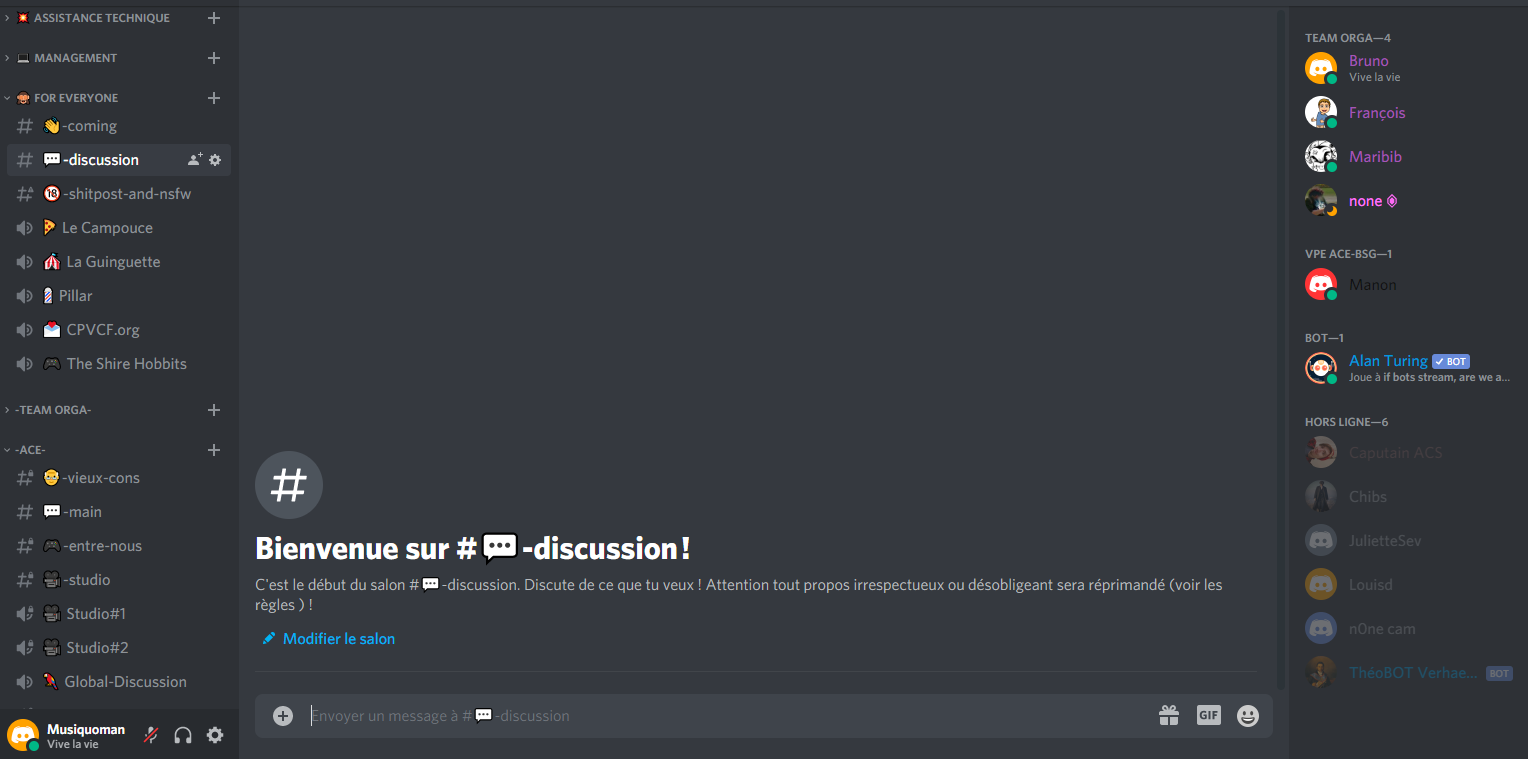 ASSISTANCE TECHNIQUE
MANAGEMENT
FOR EVERYONE
-coming
-discussion
-shitpost-and-nsfw
Le Campouce
La Guinguette
Pillar
CPVCF.org
The Shire Hobbits
-TEAM ORGA-
-ACE-
-vieux-cons
-main
-entre-nous
-studio
Studio#1
Studio#2
Global-Discussion
Musiquoman
Vive la vie
Bienvenue sur #💬-discussion !
C'est le début du salon #💬-discussion. Discute de ce que tu veux ! Attention tout propos irrespectueux ou désobligeant sera réprimandé (voir les
règles ) !
Modifier le salon
Envoyer un message à #💬-discussion
GIF
TEAM ORGA—4
Bruno
Vive la vie
François
Maribib
none
VPE ACE-BSG—1
Manon
BOT—1
Alan Turing ✓ BOT
Joue à if bots stream, are we a...
HORS LIGNE—6
Caputain ACS
Chibs
JulietteSev
Louisd
n0ne cam
ThéoBOT Verhae... BOT